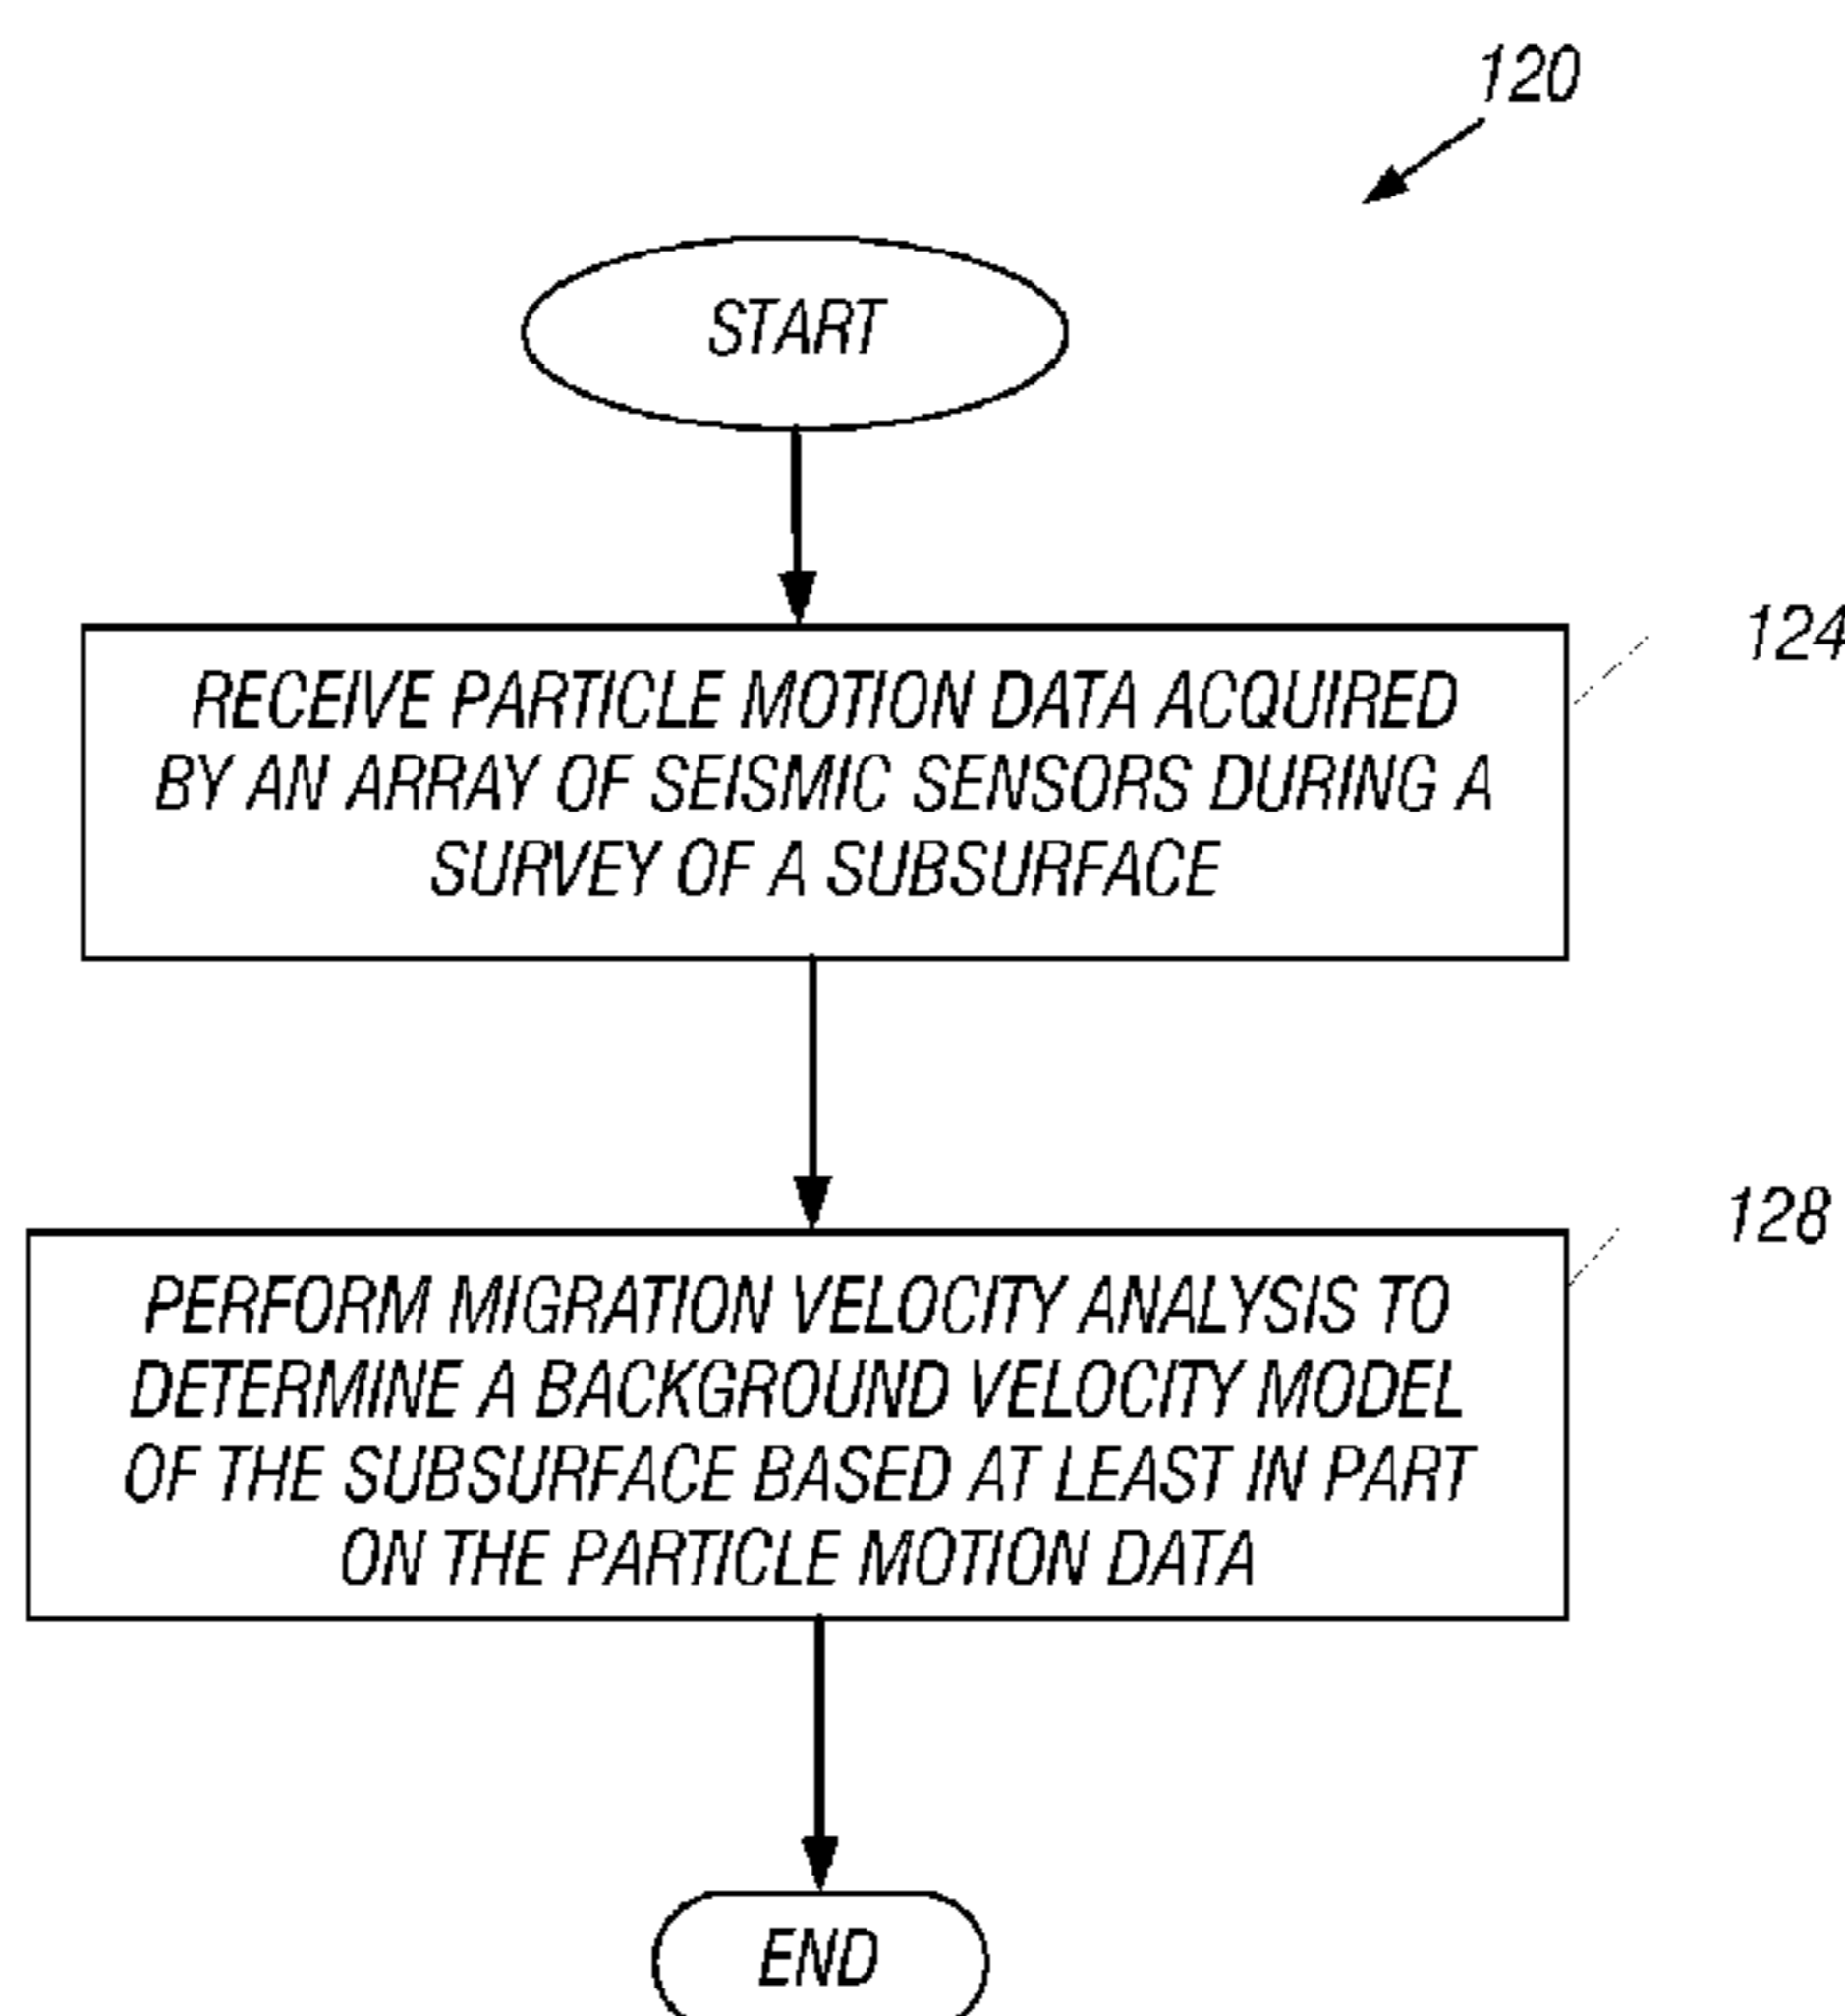 120
START
RECEIVE PARTICLE MOTION DATA ACQUIRED
BY AN ARRAY OF SEISMIC SENSORS DURING A
SURVEY OF A SUBSURFACE
124
PERFORM MIGRATION VELOCITY ANALYSIS TO
DETERMINE A BACKGROUND VELOCITY MODEL
OF THE SUBSURFACE BASED AT LEAST IN PART
ON THE PARTICLE MOTION DATA
128
END